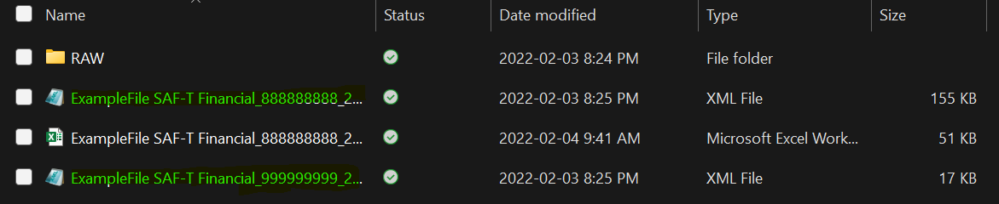 Name Status Date modified Type Size
RAW 2022-02-03 8:24 PM File folder
ExampleFile SAF-T Financial_888888888_2... 2022-02-03 8:25 PM XML File 155 KB
ExampleFile SAF-T Financial_888888888_2... 2022-02-04 9:41 AM Microsoft Excel Work... 51 KB
ExampleFile SAF-T Financial_999999999_2... 2022-02-03 8:25 PM XML File 17 KB